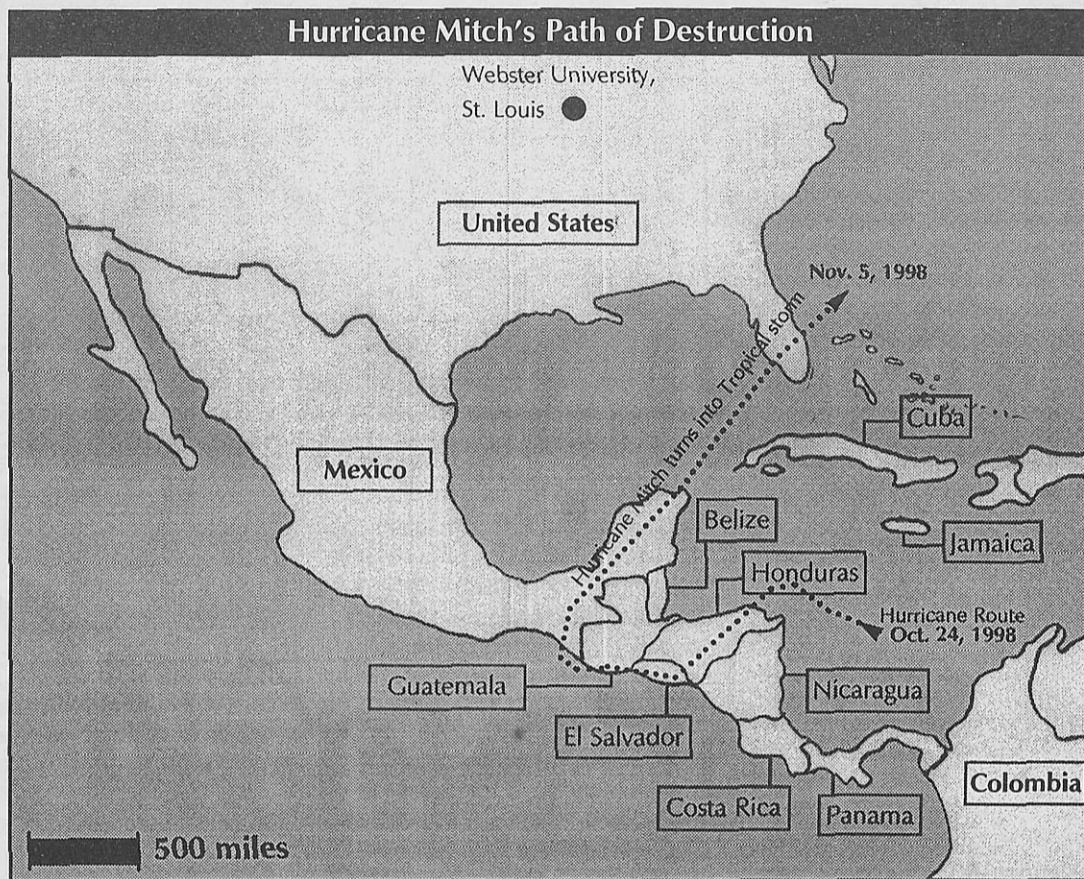 Hurricane Mitch's Path of Destruction
Webster University,
St. Louis
United States
Nov. 5, 1998
Hurricane Mitch turns into Tropical storm
Cuba
Mexico
Belize
Jamaica
Honduras
Hurricane Route
Oct. 24, 1998
Guatemala
Nicaragua
El Salvador
Colombia
Costa Rica
Panama
500 miles